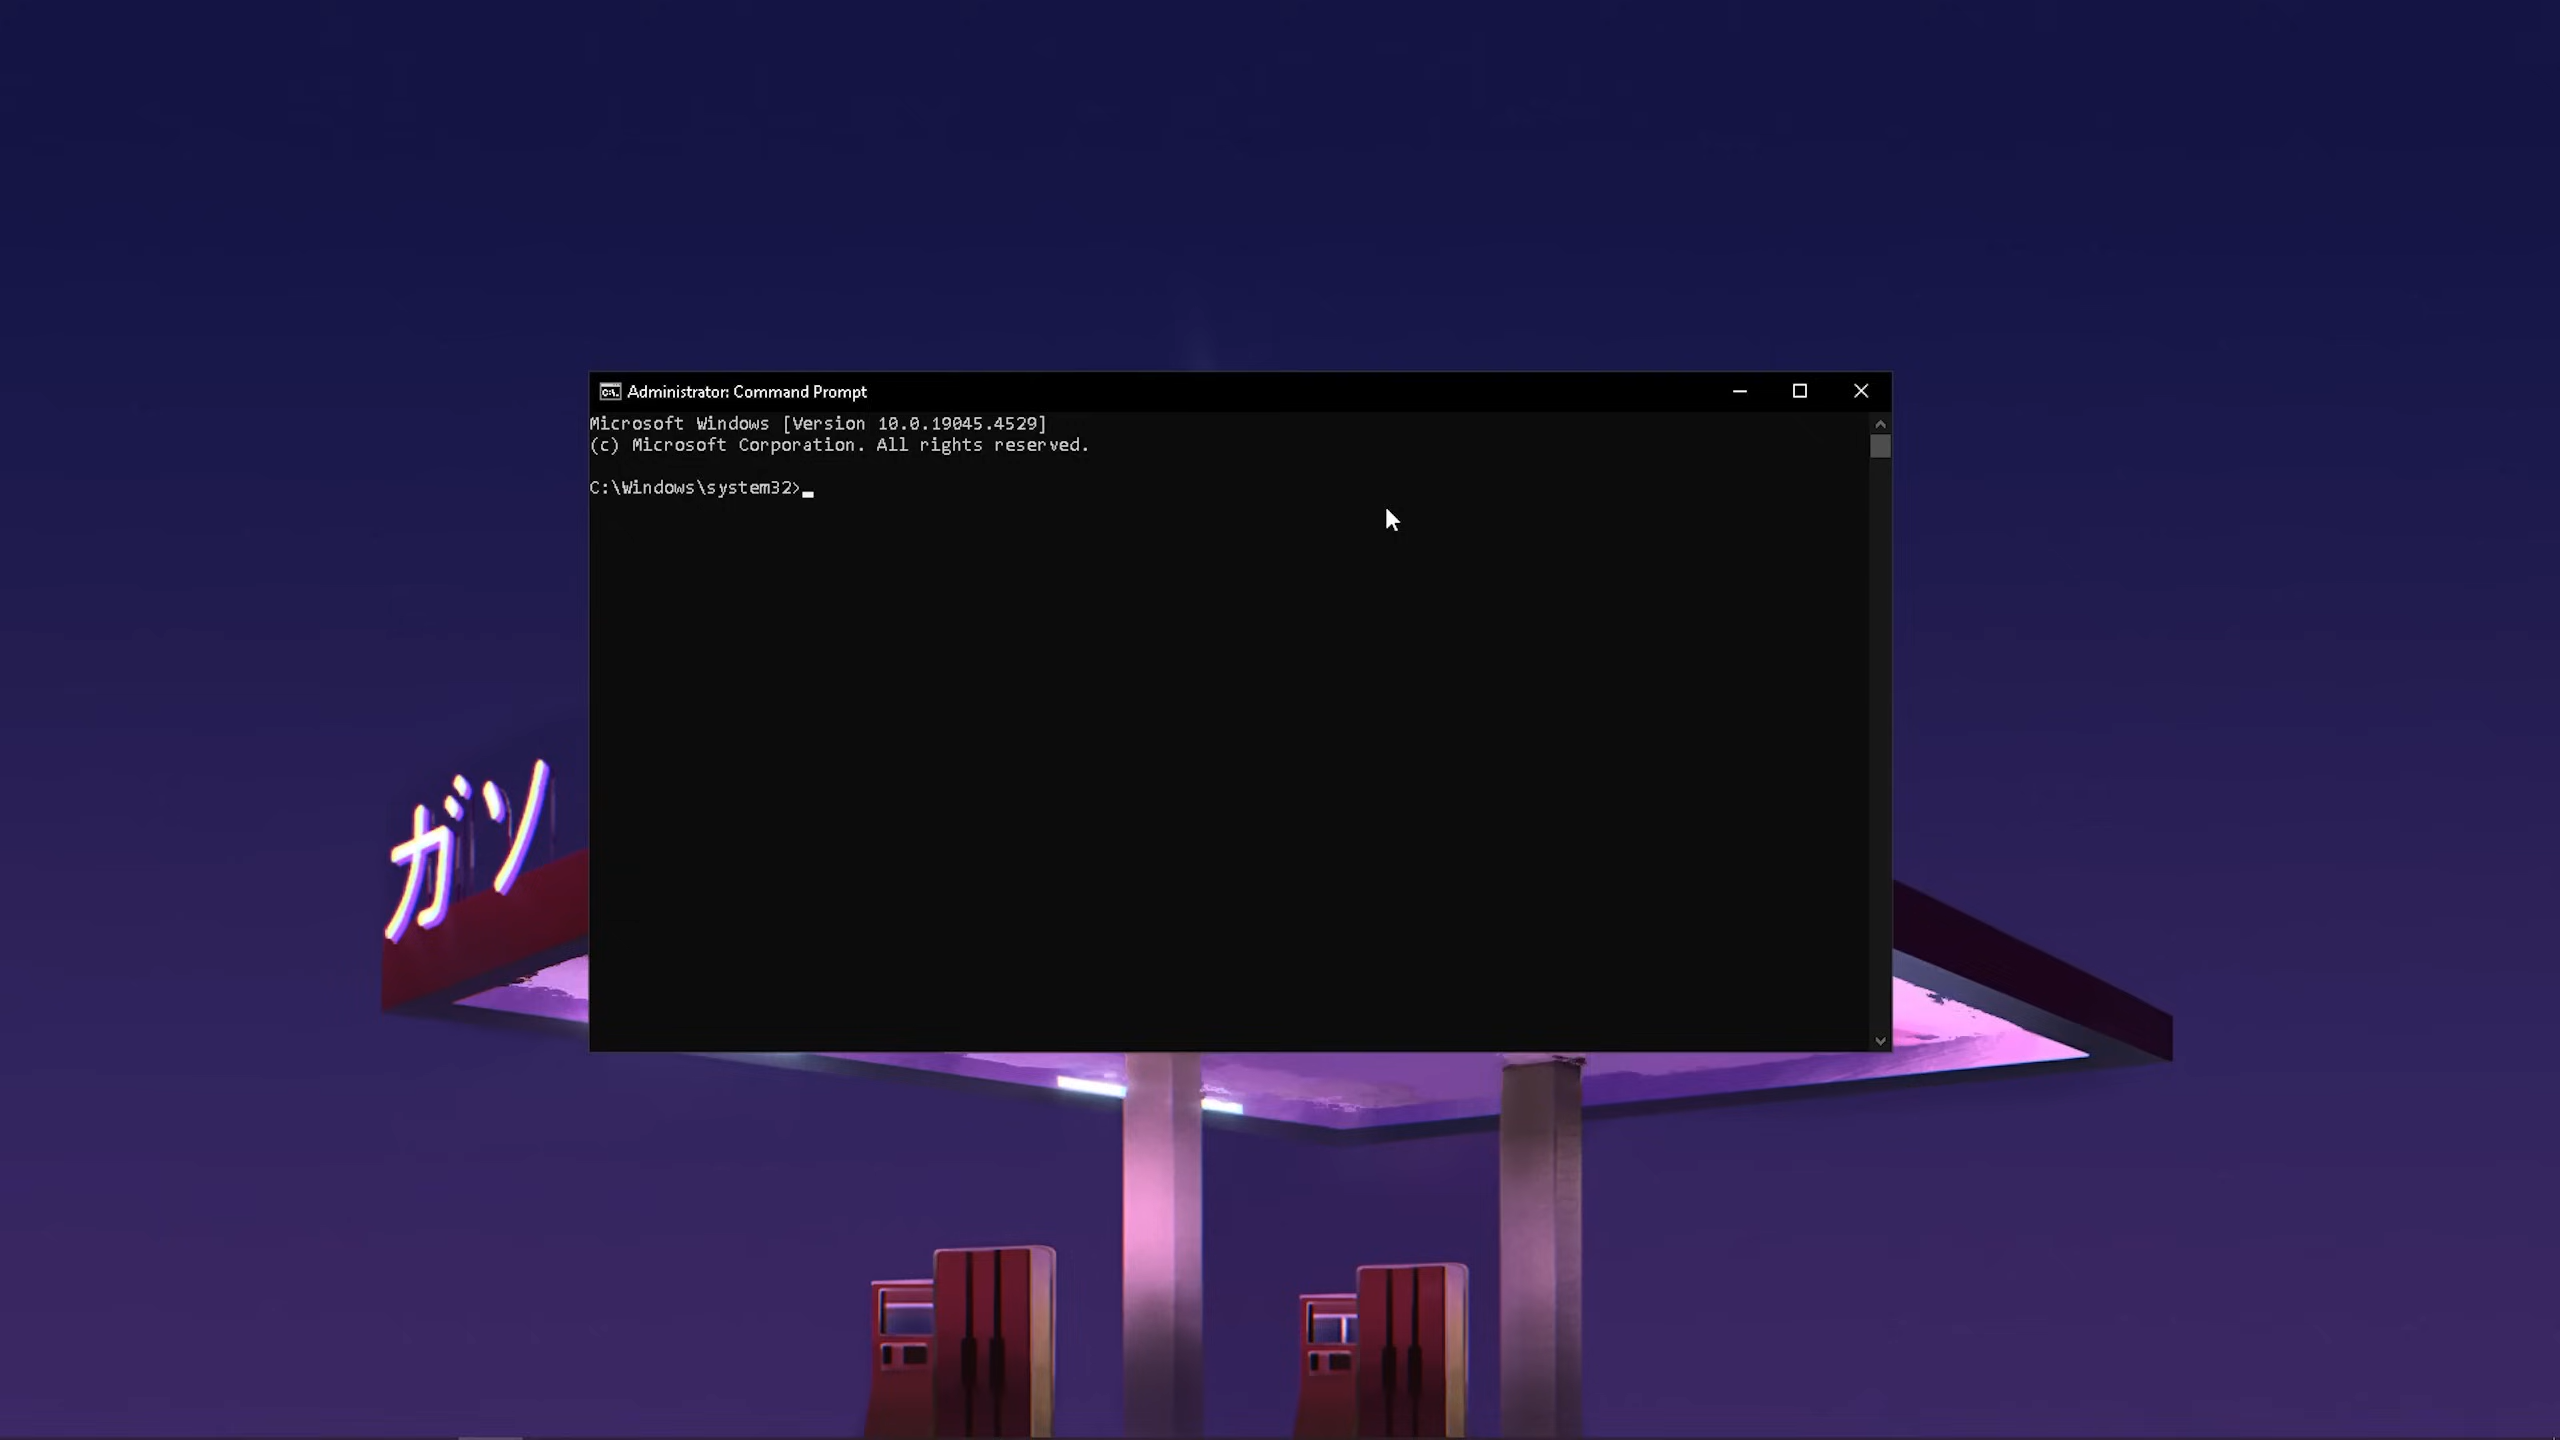 Administrator: Command Prompt
Microsoft Windows [Version 10.0.19045.4529]
(c) Microsoft Corporation. All rights reserved.
C:\Windows\system32>
ガソ